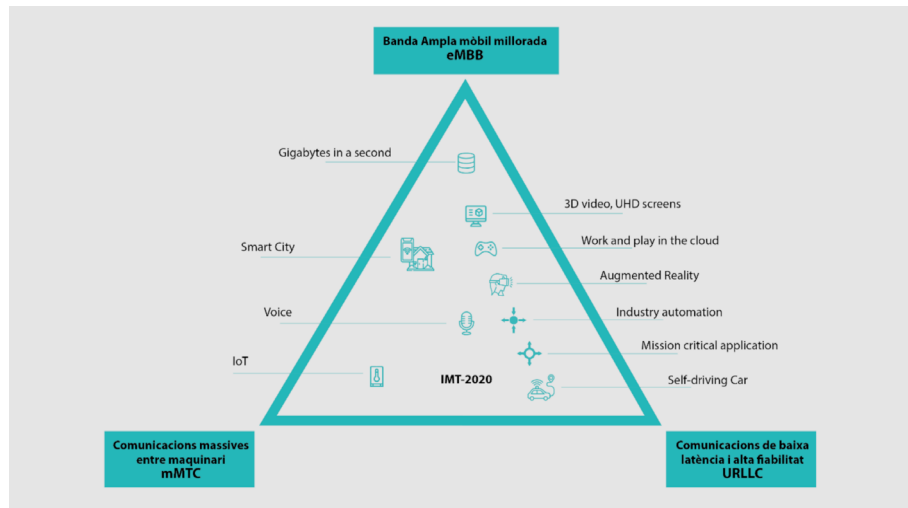 Banda Ampla mòbil millorada
eMBB
Gigabytes in a second
3D video, UHD screens
Smart City
Work and play in the cloud
Augmented Reality
Voice
Industry automation
Mission critical application
IoT
IMT-2020
Self-driving Car
Comunicacions massives
entre maquinari
mMTC
Comunicacions de baixa
latència i alta fiabilitat
URLLC